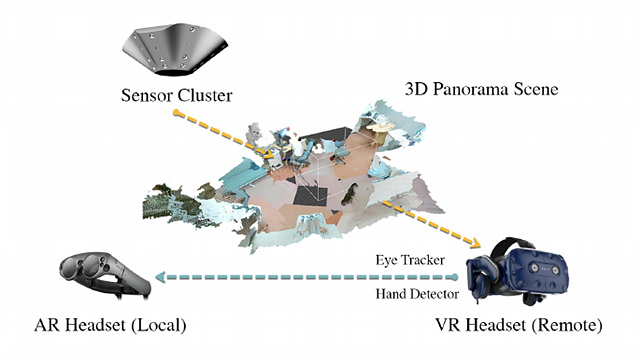 Sensor Cluster
3D Panorama Scene
Eye Tracker
Hand Detector
AR Headset (Local)
VR Headset (Remote)